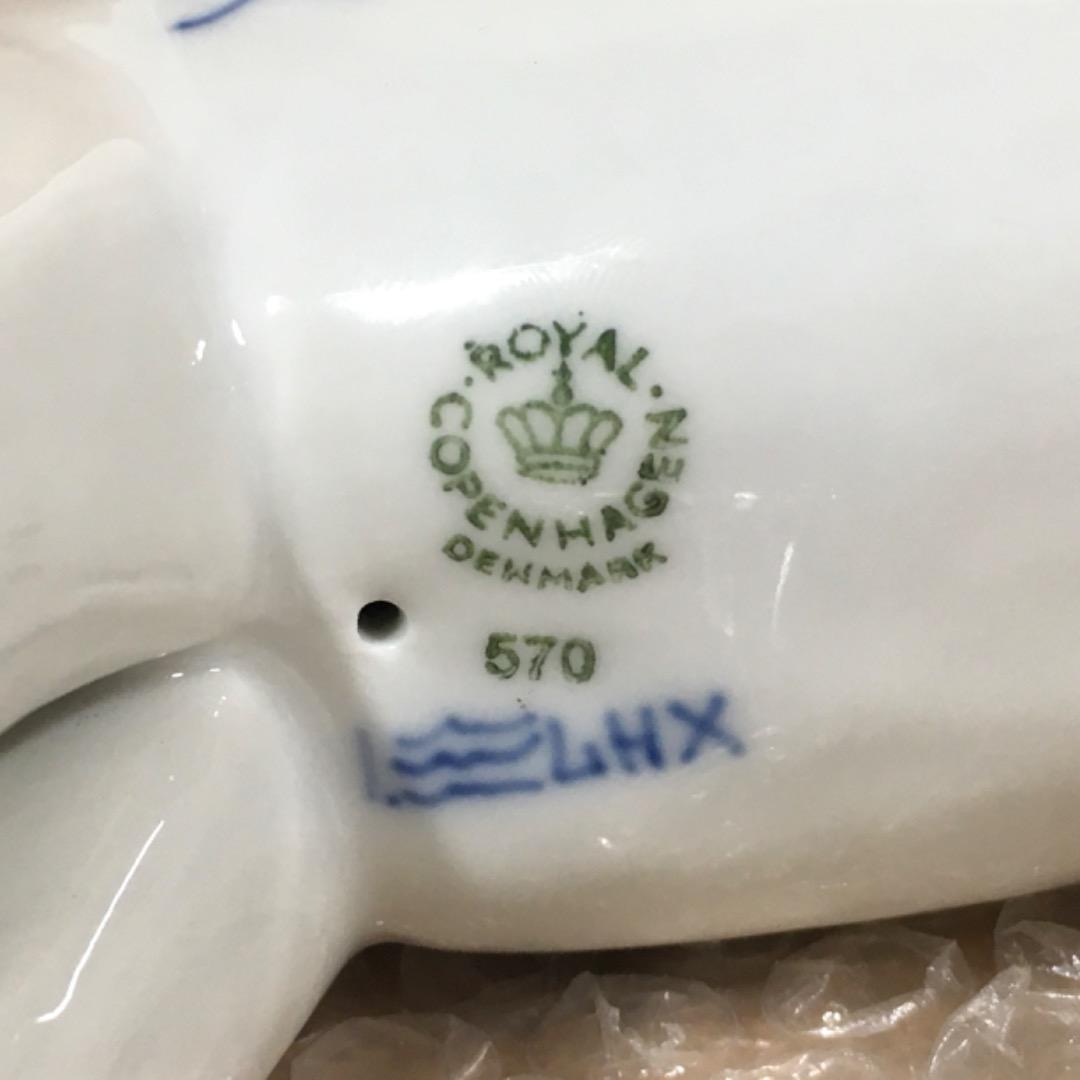 ROYAL
COPENHAGEN
DENMARK
570
LHX